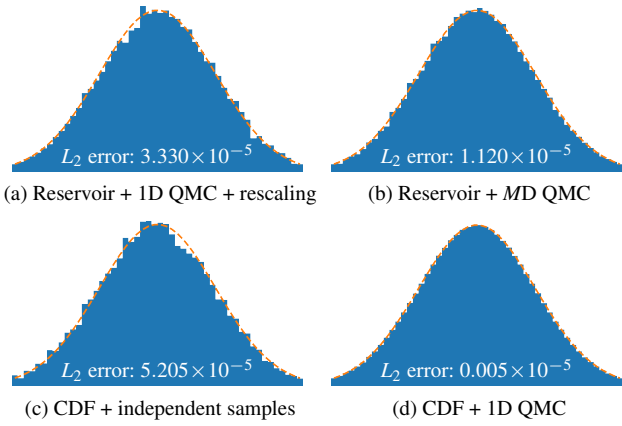 L₂ error: 3.330×10⁻⁵
L₂ error: 1.120×10⁻⁵
(a) Reservoir + 1D QMC + rescaling
(b) Reservoir + MD QMC
L₂ error: 5.205×10⁻⁵
L₂ error: 0.005×10⁻⁵
(c) CDF + independent samples
(d) CDF + 1D QMC